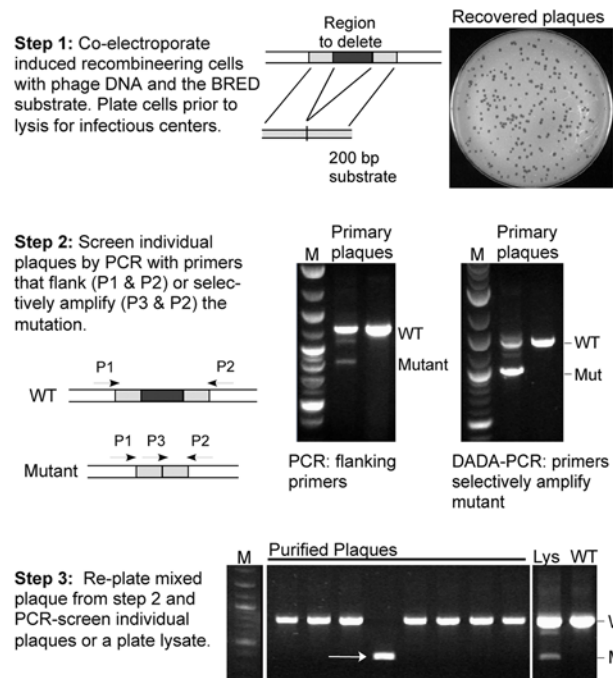 Step 1: Co-electroporate
induced recombineering cells
with phage DNA and the BRED
substrate. Plate cells prior to
lysis for infectious centers.
Region
to delete
200 bp
substrate
Recovered plaques
Step 2: Screen individual
plaques by PCR with primers
that flank (P1 & P2) or selec-
tively amplify (P3 & P2) the
mutation.
P1
P2
WT
P1
P3
P2
Mutant
Primary
M
plaques
WT
Mutant
PCR: flanking
primers
Primary
M
plaques
WT
Mut
DADA-PCR: primers
selectively amplify
mutant
Step 3: Re-plate mixed
plaque from step 2 and
PCR-screen individual
plaques or a plate lysate.
M
Purified Plaques
Lys
WT
M